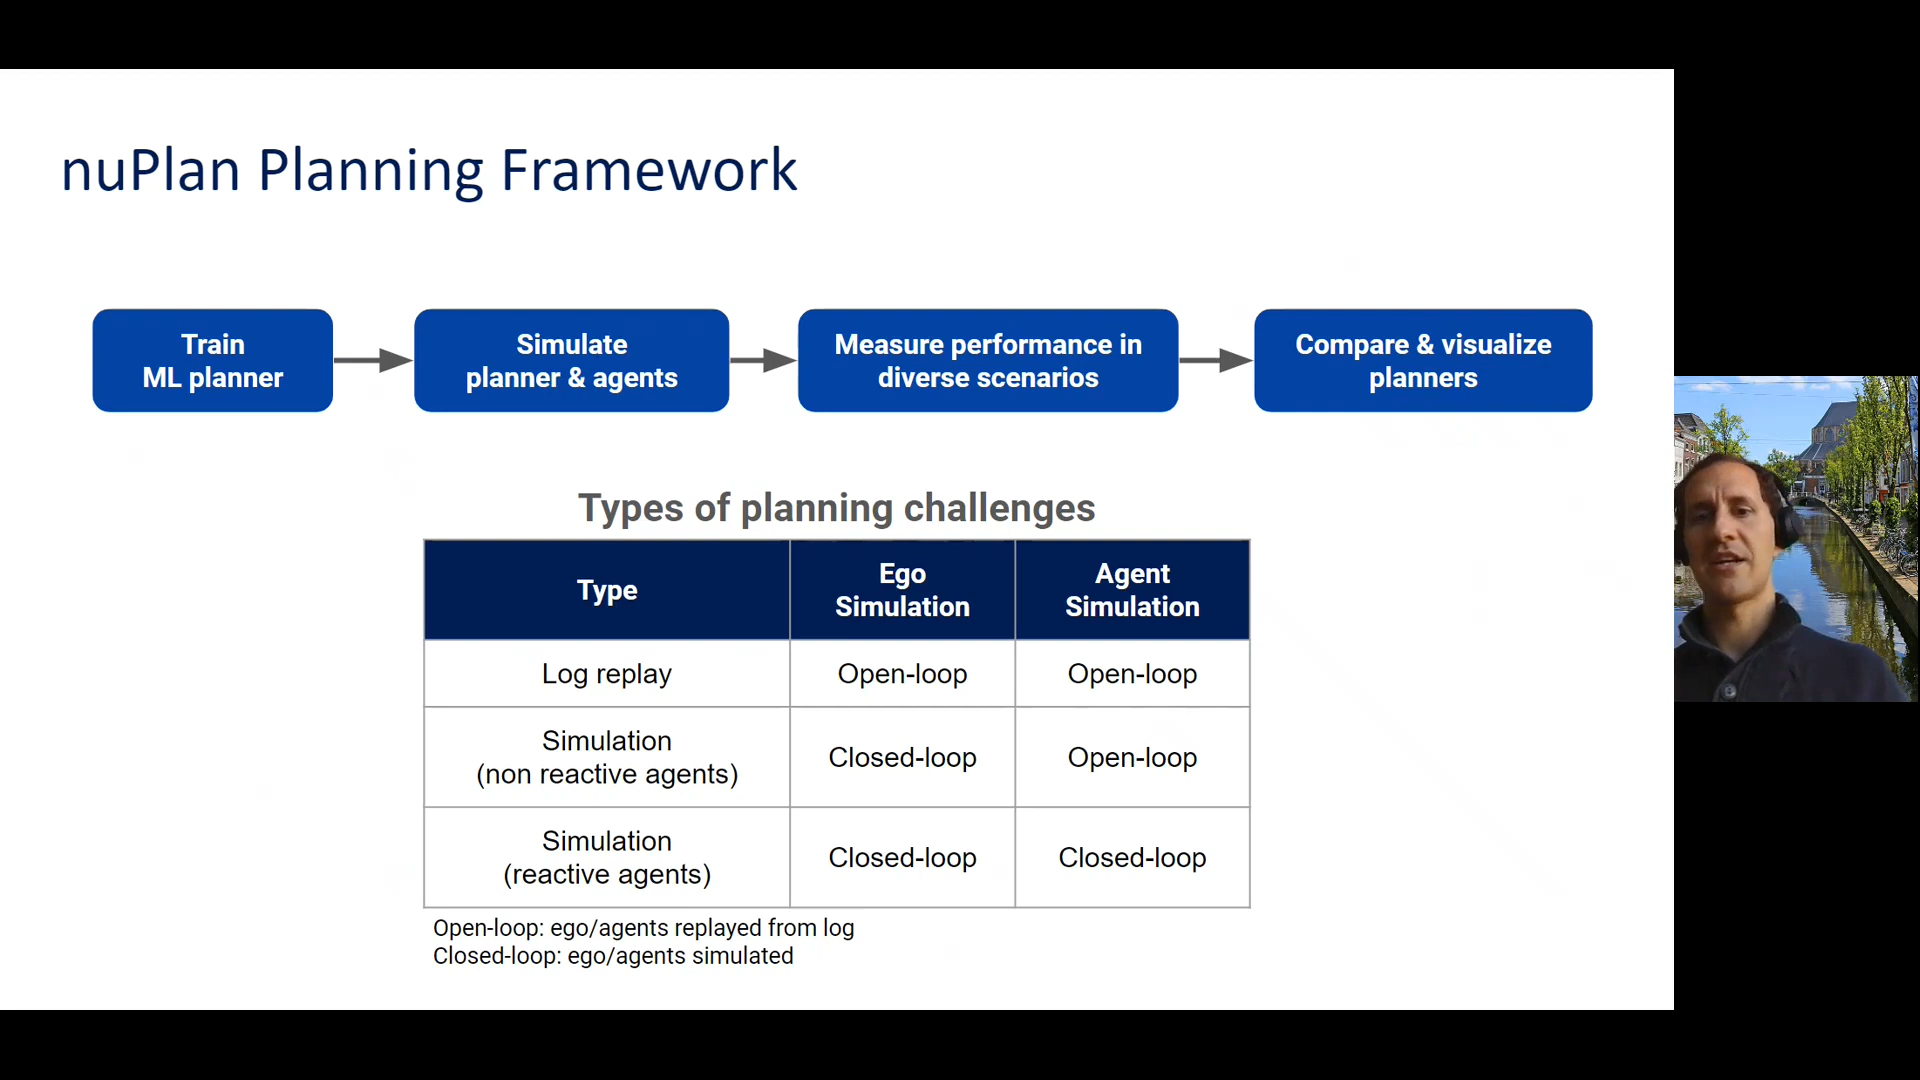 nuPlan Planning Framework
Train
ML planner
Simulate
planner & agents
Measure performance in
diverse scenarios
Compare & visualize
planners
Types of planning challenges
Type
Ego
Simulation
Agent
Simulation
Log replay
Open-loop
Open-loop
Simulation
(non reactive agents)
Closed-loop
Open-loop
Simulation
(reactive agents)
Closed-loop
Closed-loop
Open-loop: ego/agents replayed from log
Closed-loop: ego/agents simulated